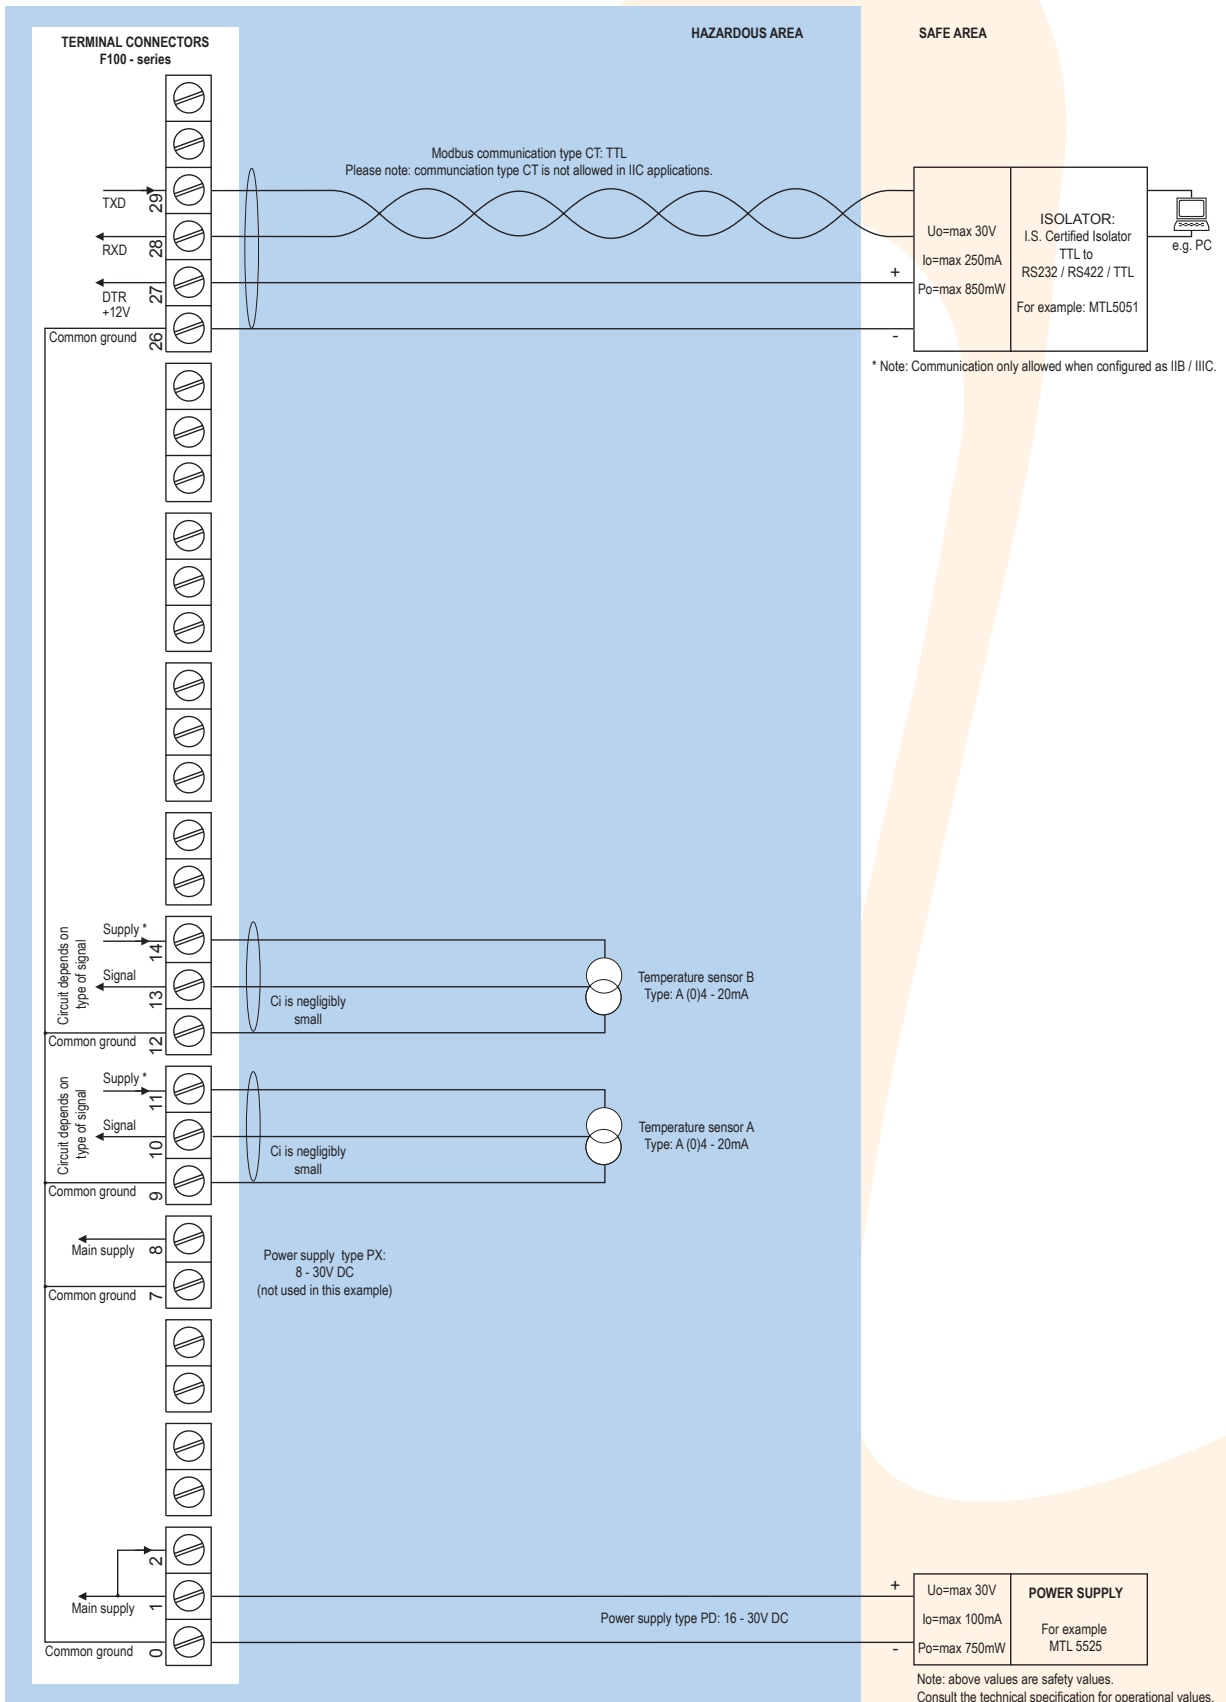 TERMINAL CONNECTORS
F100 - series
HAZARDOUS AREA
SAFE AREA
Modbus communication type CT: TTL
Please note: communciation type CT is not allowed in IIC applications.
TXD
29
RXD
28
DTR
+12V
27
Common ground
26
+
-
Uo=max 30V
Io=max 250mA
Po=max 850mW
ISOLATOR:
I.S. Certified Isolator
TTL to
RS232 / RS422 / TTL
For example: MTL5051
e.g. PC
* Note: Communication only allowed when configured as IIB / IIIC.
Circuit depends on
type of signal
Supply *
14
Signal
13
Common ground
12
Ci is negligibly
small
Temperature sensor B
Type: A (0)4 - 20mA
Circuit depends on
type of signal
Supply *
11
Signal
10
Common ground
9
Ci is negligibly
small
Temperature sensor A
Type: A (0)4 - 20mA
Main supply
8
Common ground
7
Power supply type PX:
8 - 30V DC
(not used in this example)
2
Main supply
1
Common ground
0
Power supply type PD: 16 - 30V DC
+
-
Uo=max 30V
Io=max 100mA
Po=max 750mW
POWER SUPPLY
For example
MTL 5525
Note: above values are safety values.
Consult the technical specification for operational values.